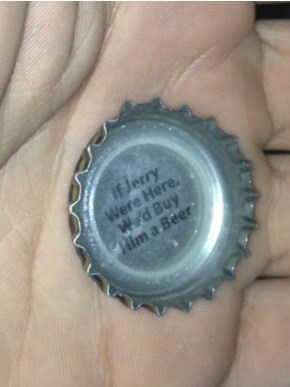 If Jerry
Were Here,
We'd Buy
Him a Beer